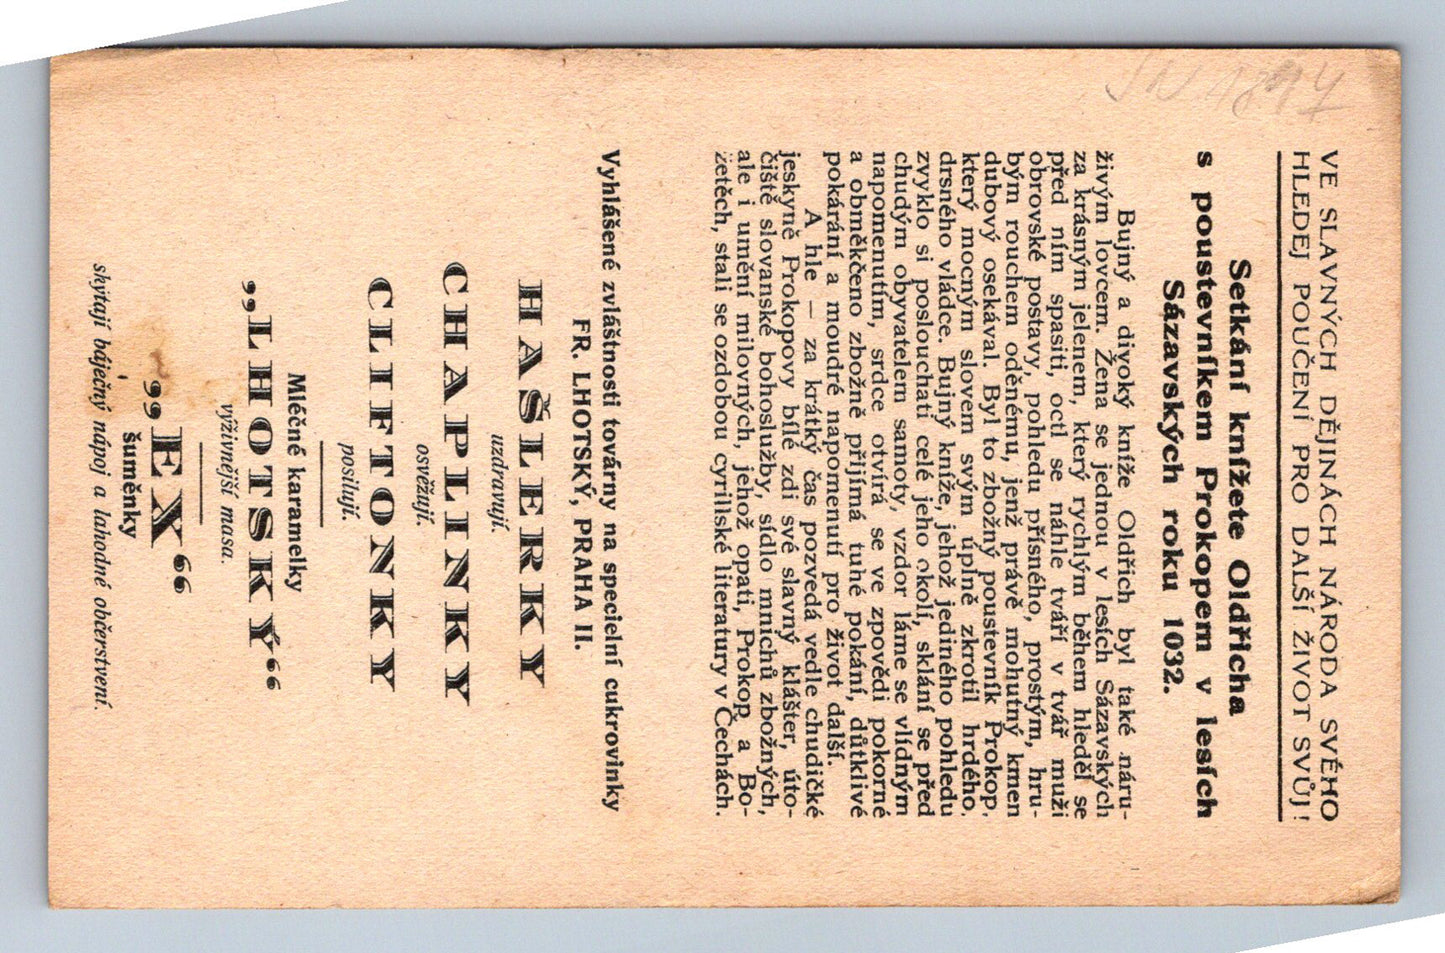 VE SLAVNÝCH DĚJINÁCH NÁRODA SVÉHO
HLEDEJ POUČENÍ PRO DALŠÍ ŽIVOT SVŮJ!
Setkání knížete Oldřicha
s poustevníkem Prokopem v lesích
Sázavských roku 1032.
Bujný a divoký kníže Oldřich byl také náru-
živým lovcem. Žena se jednou v lesích Sázavských
za krásným jelenem, který rychlým během hleděl se
před ním spasiti, octl se náhle tváří v tvář muži
obrovské postavy, pohledu přísného, prostým, hru-
bým rouchem oděnému, jenž právě mohutný kmen
dubový osekával. Byl to zbožný poustevník Prokop,
který mocným slovem svým úplně zkrotil hrdého,
drsného vládce. Bujný kníže, jehož jediného pohledu
zvyklo si poslouchati celé jeho okolí, sklání se před
chudým obyvatelem samoty, vzdor láme se vlídným
napomenutím, srdce otvírá se ve zpovědi pokorné
a obměkčeno zbožně přijímá tuhé pokání, důtklivé
pokárání a moudré napomenutí pro život další.
A hle — za krátký čas pozvedá vedle chudičké
jeskyně Prokopovy bílé zdi své slavný klášter, úto-
čiště slovanské bohoslužby, sídlo mnichů zbožných,
ale i umění milovných, jehož opati, Prokop a Bo-
žetěch, stali se ozdobou cyrillské literatury v Čechách.
Vyhlášené zvláštnosti továrny na specielní cukrovinky
FR. LHOTSKÝ, PRAHA II.
HAŠLERKY
uzdravují.
CHAPLINKY
osvěžují.
CLIFTONKY
posilují.
Mléčné karamelky
„LHOTSKÝ“
výživnější masa.
„EX“
šuměnky
skýtají báječný nápoj a lahodné občerstvení.